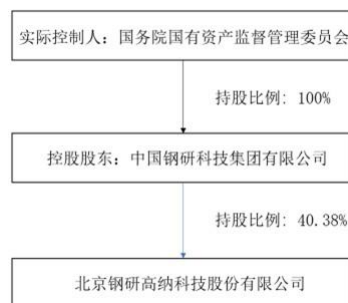 实际控制人：国务院国有资产监督管理委员会
持股比例：100%
控股股东：中国钢研科技集团有限公司
持股比例：40.38%
北京钢研高纳科技股份有限公司